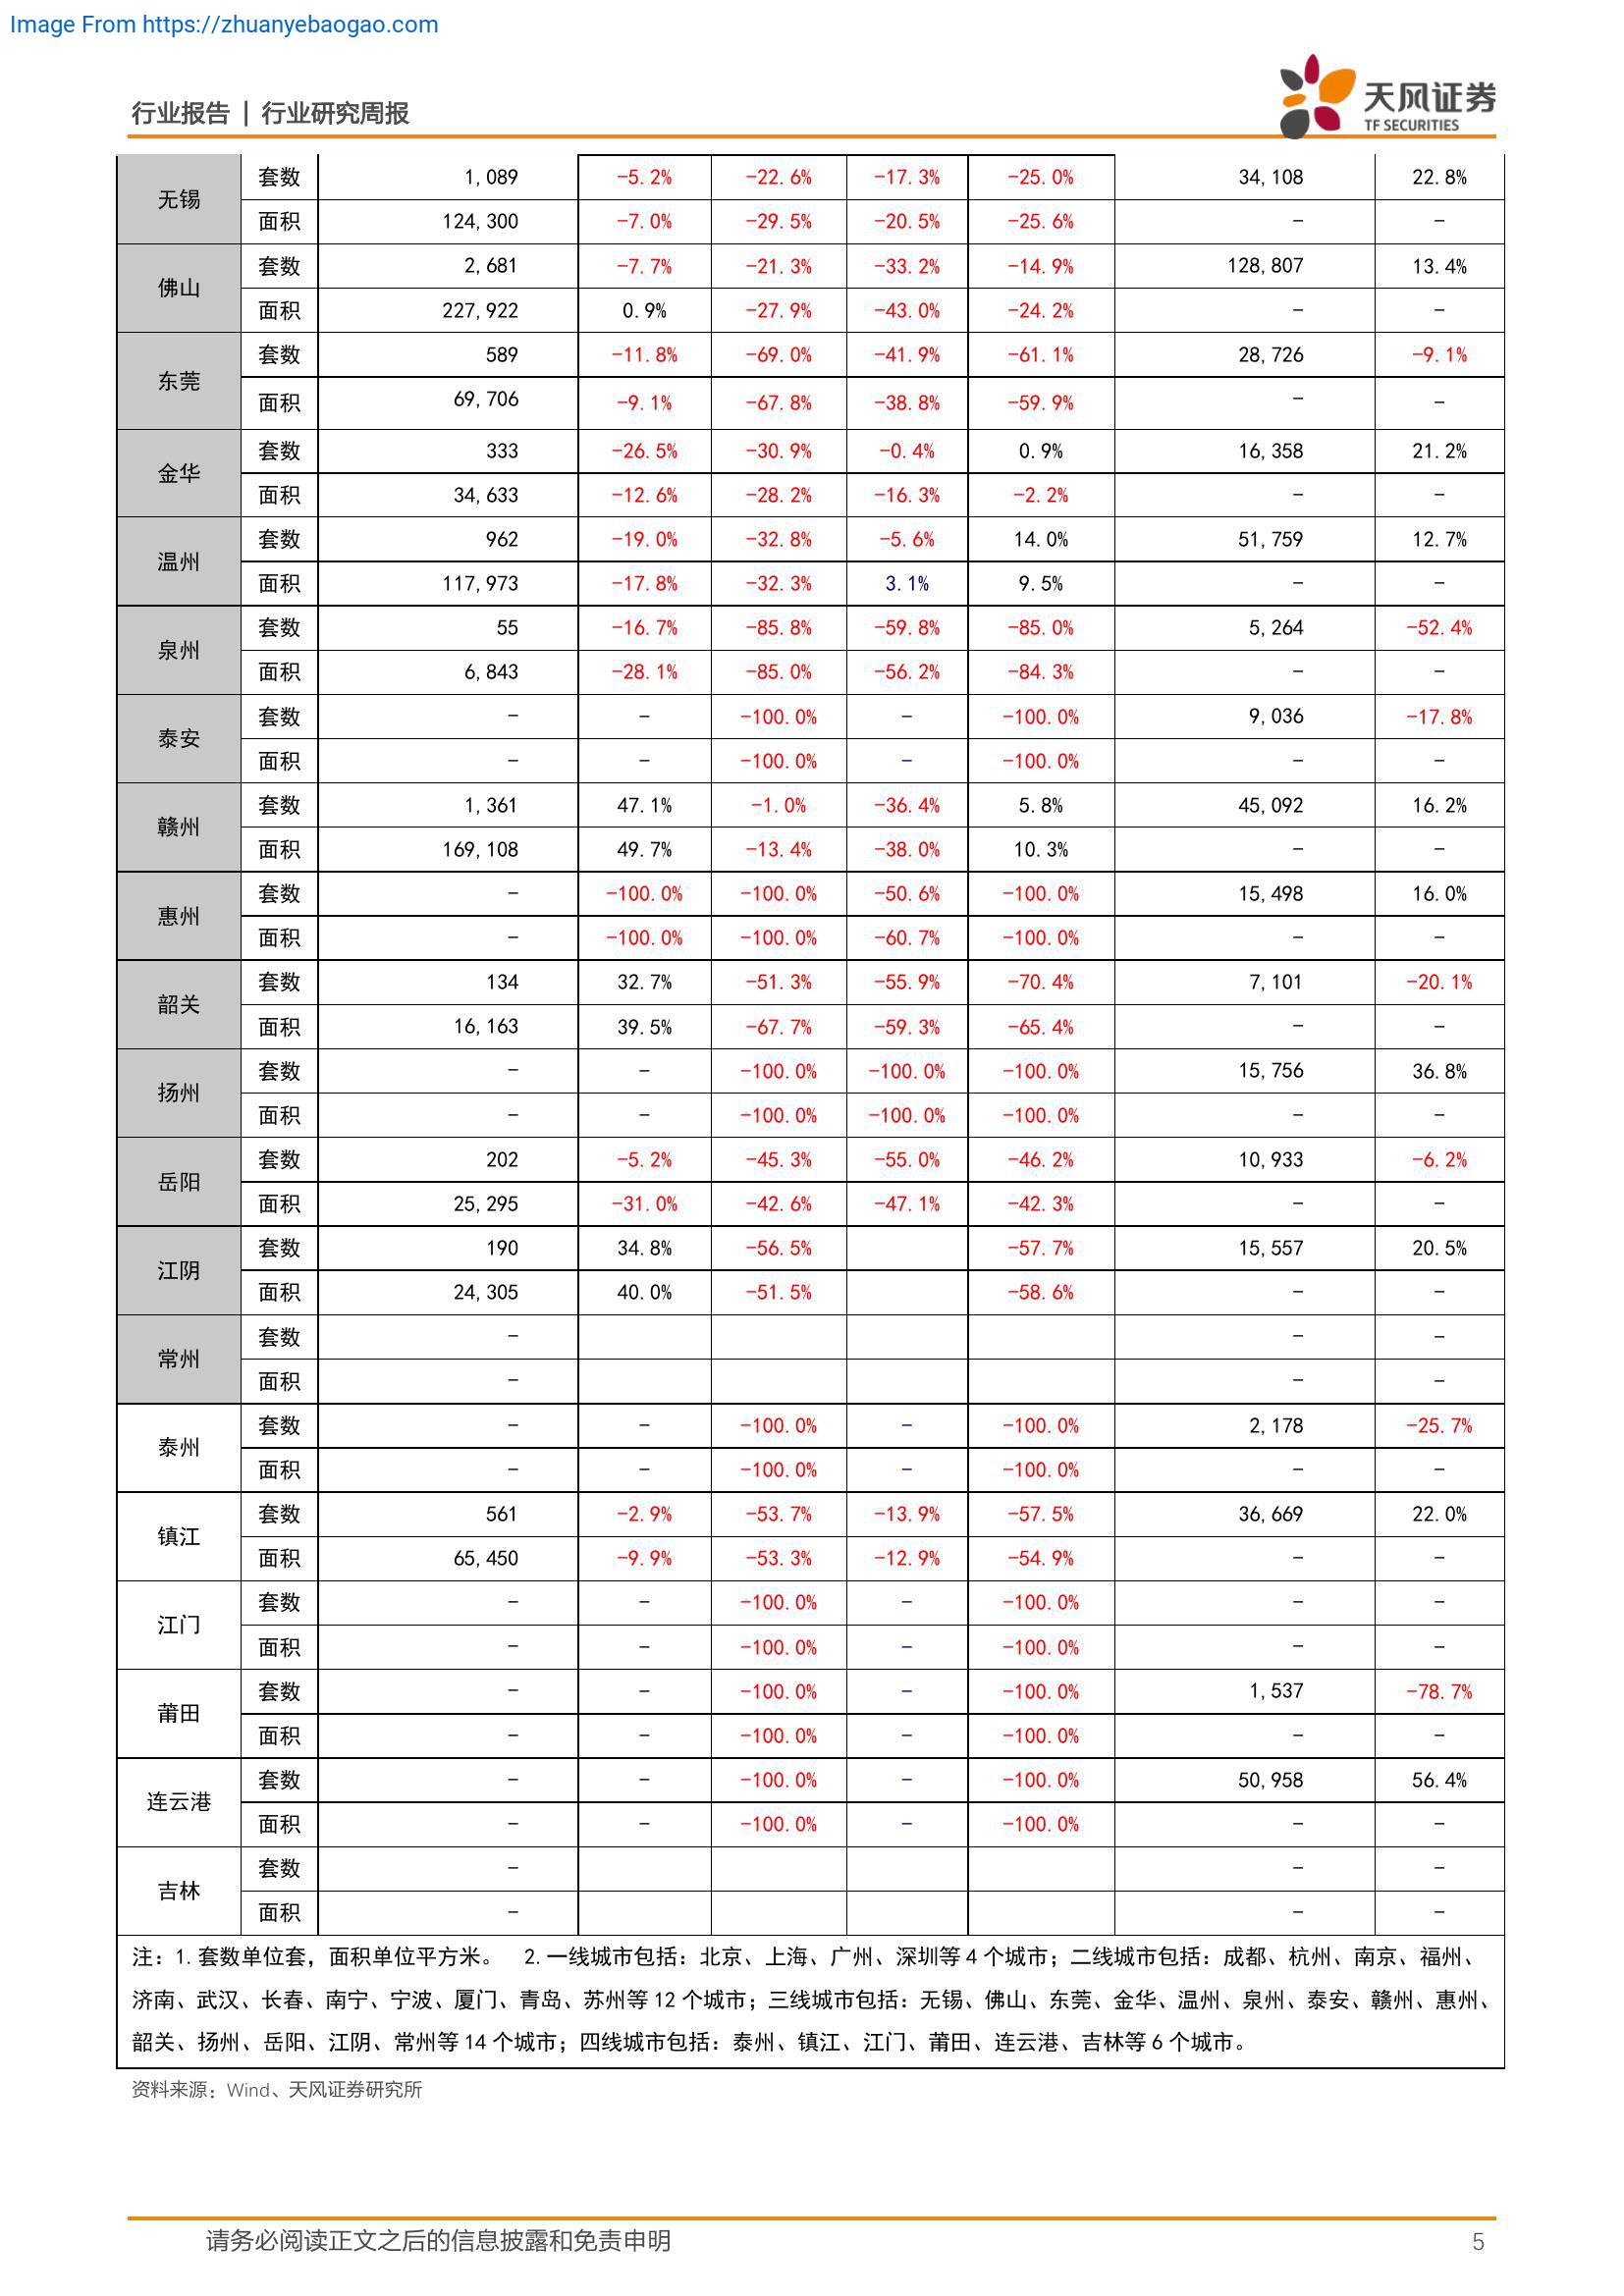 Image From https://zhuanyebaogao.com
行业报告 | 行业研究周报
天风证券
TF SECURITIES
无锡 套数 1,089 -5.2% -22.6% -17.3% -25.0% 34,108 22.8%
面积 124,300 -7.0% -29.5% -20.5% -25.6% - -
佛山 套数 2,681 -7.7% -21.3% -33.2% -14.9% 128,807 13.4%
面积 227,922 0.9% -27.9% -43.0% -24.2% - -
东莞 套数 589 -11.8% -69.0% -41.9% -61.1% 28,726 -9.1%
面积 69,706 -9.1% -67.8% -38.8% -59.9% - -
金华 套数 333 -26.5% -30.9% -0.4% 0.9% 16,358 21.2%
面积 34,633 -12.6% -28.2% -16.3% -2.2% - -
温州 套数 962 -19.0% -32.8% -5.6% 14.0% 51,759 12.7%
面积 117,973 -17.8% -32.3% 3.1% 9.5% - -
泉州 套数 55 -16.7% -85.8% -59.8% -85.0% 5,264 -52.4%
面积 6,843 -28.1% -85.0% -56.2% -84.3% - -
泰安 套数 - - -100.0% - -100.0% 9,036 -17.8%
面积 - - -100.0% - -100.0% - -
赣州 套数 1,361 47.1% -1.0% -36.4% 5.8% 45,092 16.2%
面积 169,108 49.7% -13.4% -38.0% 10.3% - -
惠州 套数 - -100.0% -100.0% -50.6% -100.0% 15,498 16.0%
面积 - -100.0% -100.0% -60.7% -100.0% - -
韶关 套数 134 32.7% -51.3% -55.9% -70.4% 7,101 -20.1%
面积 16,163 39.5% -67.7% -59.3% -65.4% - -
扬州 套数 - - -100.0% -100.0% -100.0% 15,756 36.8%
面积 - - -100.0% -100.0% -100.0% - -
岳阳 套数 202 -5.2% -45.3% -55.0% -46.2% 10,933 -6.2%
面积 25,295 -31.0% -42.6% -47.1% -42.3% - -
江阴 套数 190 34.8% -56.5% -57.7% 15,557 20.5%
面积 24,305 40.0% -51.5% -58.6% - -
常州 套数 - - -
面积 - - -
泰州 套数 - - -100.0% - -100.0% 2,178 -25.7%
面积 - - -100.0% - -100.0% - -
镇江 套数 561 -2.9% -53.7% -13.9% -57.5% 36,669 22.0%
面积 65,450 -9.9% -53.3% -12.9% -54.9% - -
江门 套数 - - -100.0% - -100.0% - -
面积 - - -100.0% - -100.0% - -
莆田 套数 - - -100.0% - -100.0% 1,537 -78.7%
面积 - - -100.0% - -100.0% - -
连云港 套数 - - -100.0% - -100.0% 50,958 56.4%
面积 - - -100.0% - -100.0% - -
吉林 套数 - - -
面积 - - -
注：1.套数单位套，面积单位平方米。 2.一线城市包括：北京、上海、广州、深圳等4个城市；二线城市包括：成都、杭州、南京、福州、
济南、武汉、长春、南宁、宁波、厦门、青岛、苏州等12个城市；三线城市包括：无锡、佛山、东莞、金华、温州、泉州、泰安、赣州、惠州、
韶关、扬州、岳阳、江阴、常州等14个城市；四线城市包括：泰州、镇江、江门、莆田、连云港、吉林等6个城市。
资料来源：Wind、天风证券研究所
请务必阅读正文之后的信息披露和免责申明 5